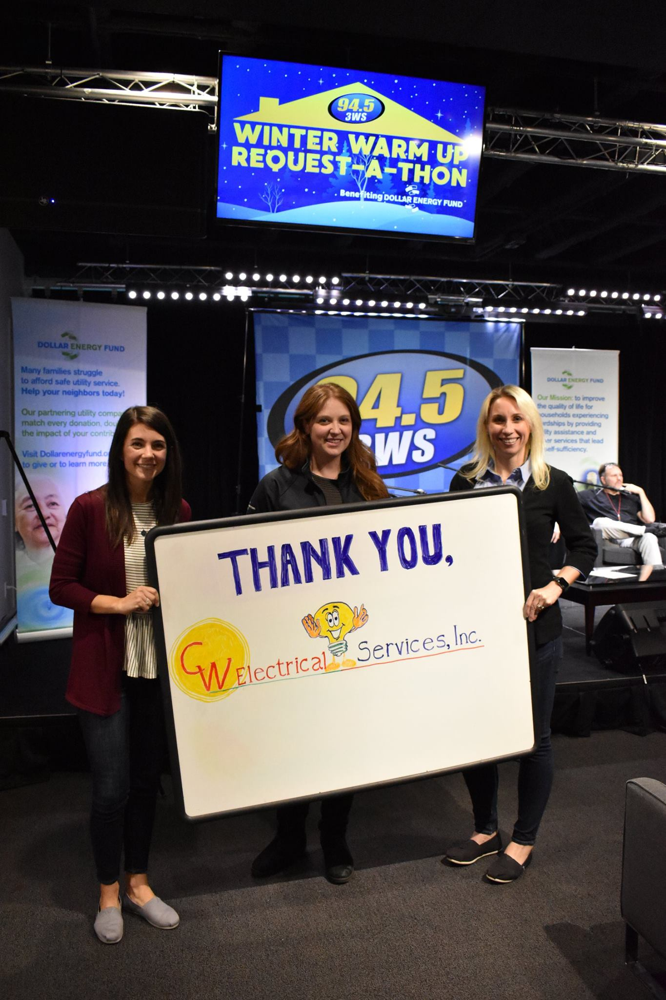 94.5
3WS
WINTER WARM UP
REQUEST-A-THON
Benefiting DOLLAR ENERGY FUND
DOLLAR ENERGY FUND
Many families struggle
to afford safe utility service.
Help your neighbors today!
Our partnering utility
match every donation,
the impact of your
Visit
to give or to learn more
94.5
WS
DOLLAR ENERGY FUND
Our Mission: to improve
the quality of life for
experiencing
by providing
assistance and
services that lead
self-sufficiency.
THANK YOU,
CW Electrical Services, Inc.